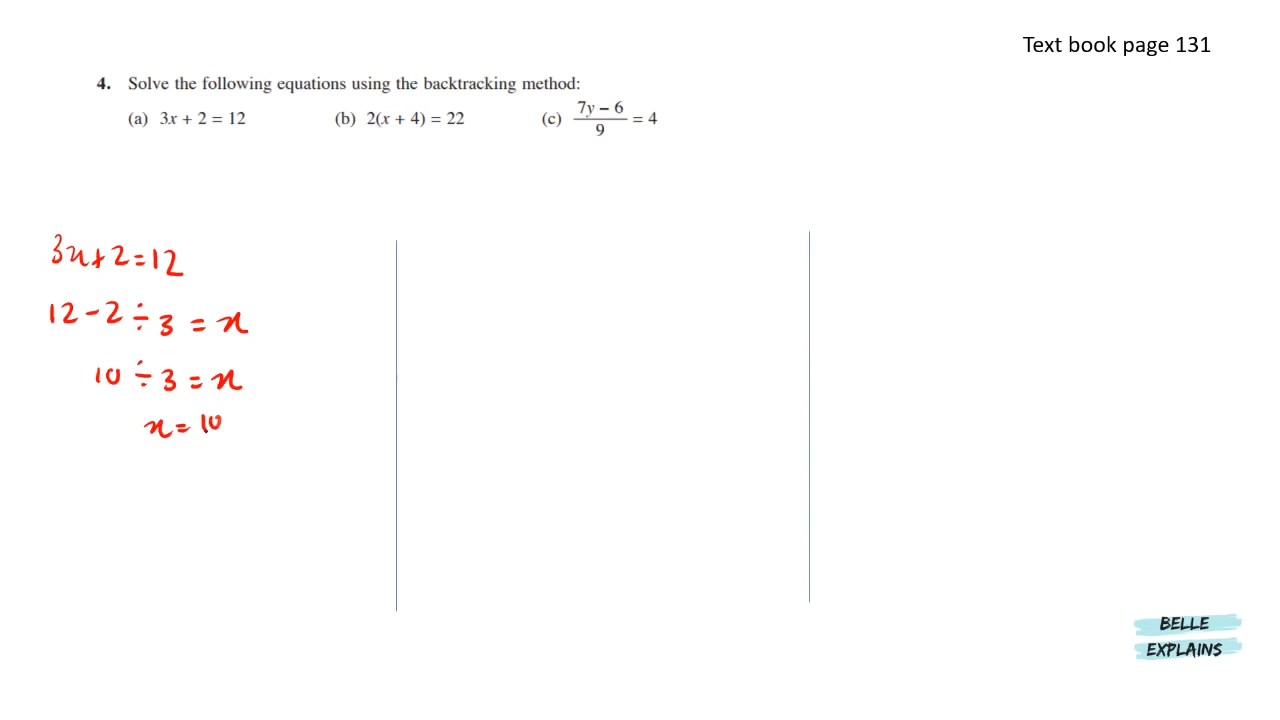 Text book page 131
4. Solve the following equations using the backtracking method:
(a) 3x + 2 = 12 (b) 2(x + 4) = 22 (c) (7y − 6)/9 = 4
3x + 2 = 12
12 − 2 ÷ 3 = x
10 ÷ 3 = x
x = 10
BELLE
EXPLAINS